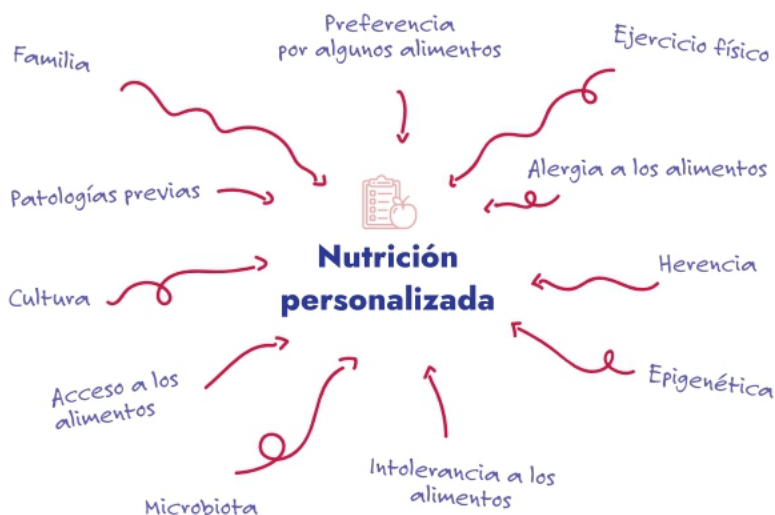 Preferencia
por algunos alimentos
Ejercicio físico
Familia
Alergia a los alimentos
Patologías previas
Nutrición
personalizada
Herencia
Cultura
Epigenética
Acceso a los
alimentos
Intolerancia a los
alimentos
Microbiota